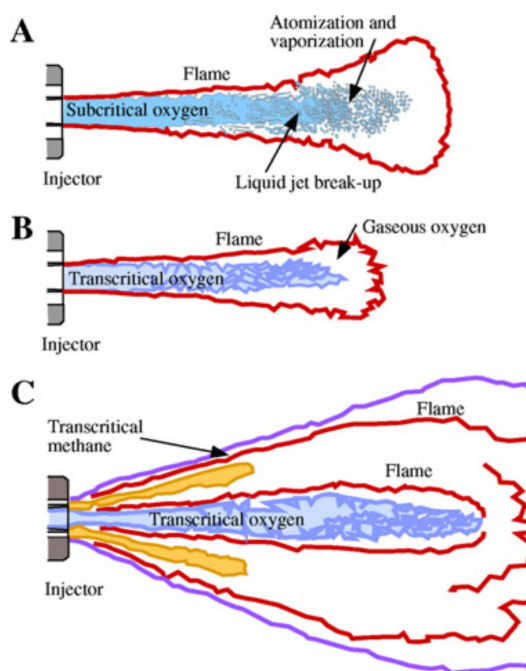 A
Atomization and
vaporization
Flame
Subcritical oxygen
Injector
Liquid jet break-up
B
Flame
Gaseous oxygen
Transcritical oxygen
Injector
C
Transcritical
methane
Flame
Flame
Transcritical oxygen
Injector